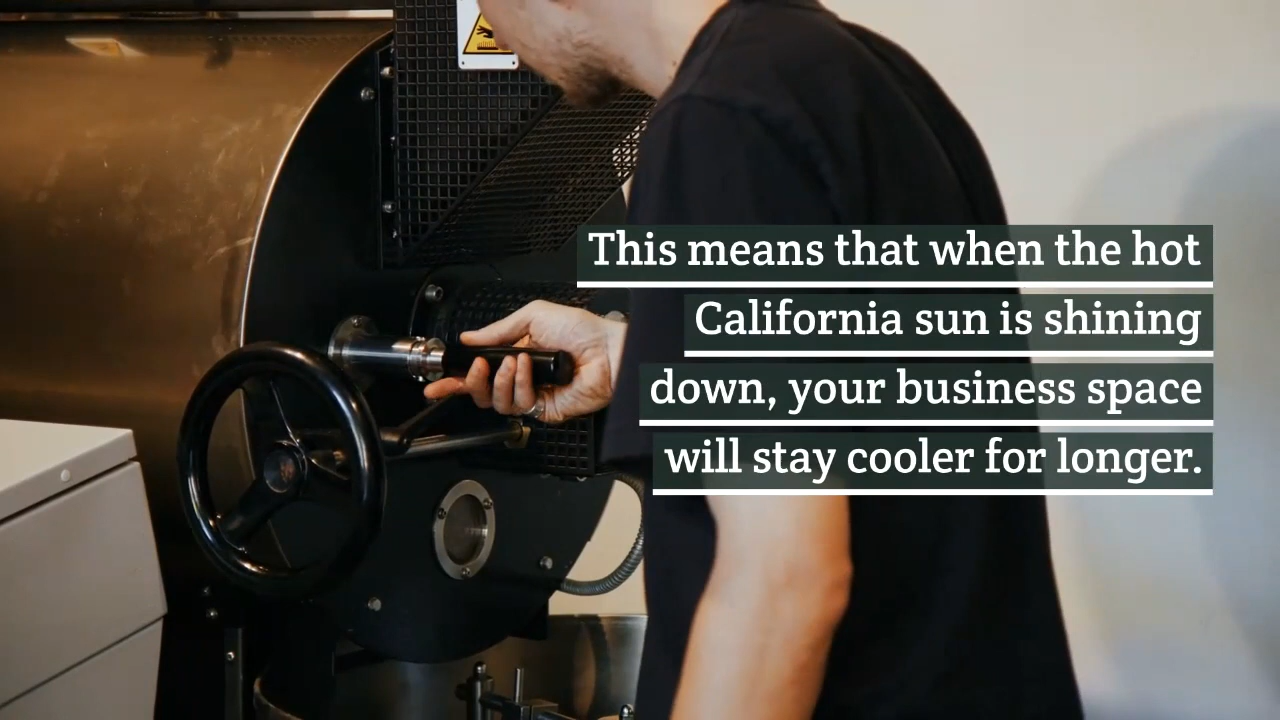 This means that when the hot
California sun is shining
down, your business space
will stay cooler for longer.